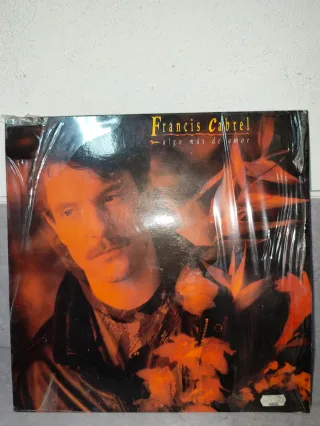 Francis Cabrel
algo más de amor